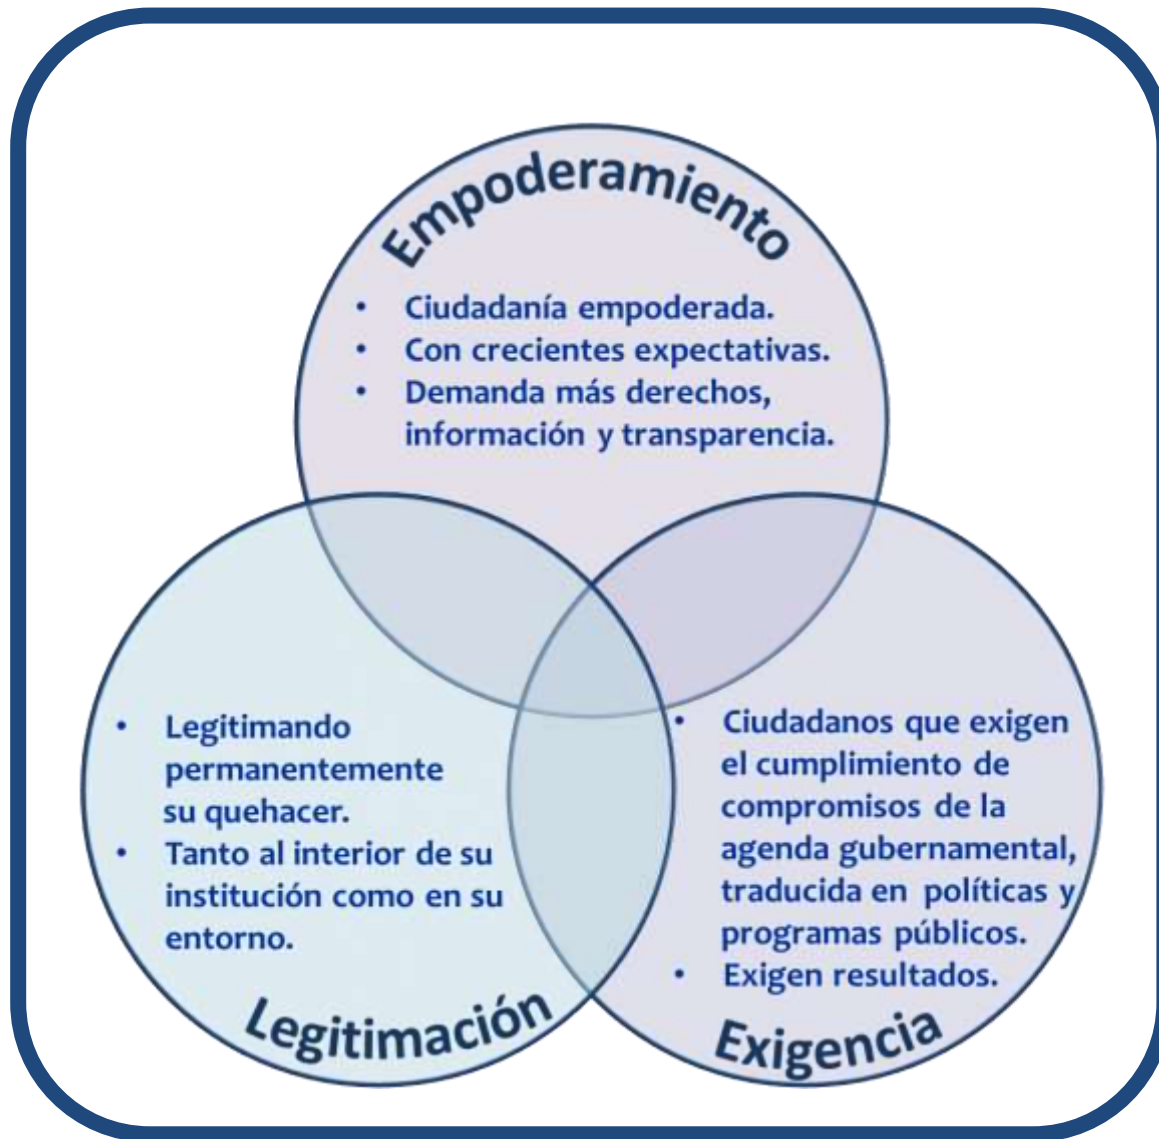 Empoderamiento
• Ciudadanía empoderada.
• Con crecientes expectativas.
• Demanda más derechos,
información y transparencia.
• Legitimando
permanentemente
su quehacer.
• Tanto al interior de su
institución como en su
entorno.
Legitimación
• Ciudadanos que exigen
el cumplimiento de
compromisos de la
agenda gubernamental,
traducida en políticas y
programas públicos.
• Exigen resultados.
Exigencia